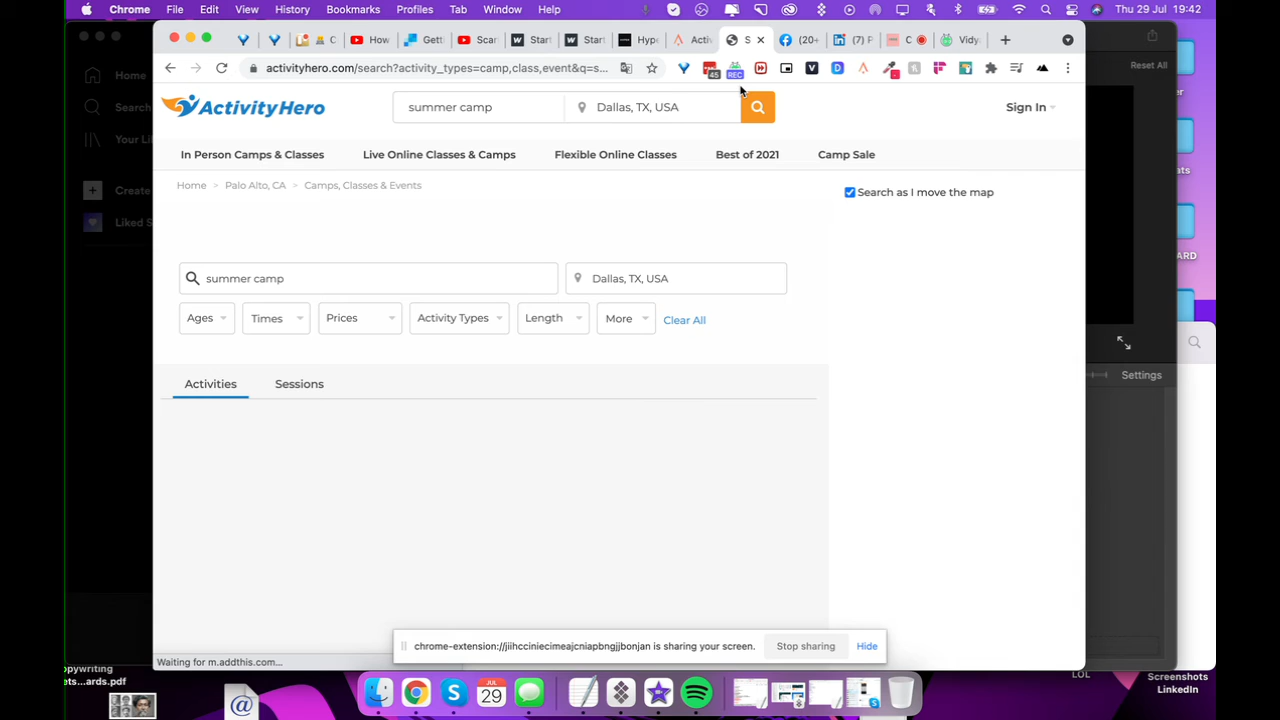 Chrome File Edit View History Bookmarks Profiles Tab Window Help Thu 29 Jul 19:42
How Gett Scar Start Start Hype Activ S (20+ (7) P C Vidy
activityhero.com/search?activity_types=camp,class,event&q=s...
45 REC
Reset All
Home
Search
Your Li
Create
Liked S
ActivityHero
summer camp
Dallas, TX, USA
Sign In
In Person Camps & Classes Live Online Classes & Camps Flexible Online Classes Best of 2021 Camp Sale
Home > Palo Alto, CA > Camps, Classes & Events
Search as I move the map
summer camp
Dallas, TX, USA
Ages Times Prices Activity Types Length More Clear All
Activities Sessions
Settings
ARD
chrome-extension://jiihcciniecimeajcniapbngjjbonjan is sharing your screen. Stop sharing Hide
Waiting for m.addthis.com...
opywriting
ets...ards.pdf
JUL
29
LOL
Screenshots
LinkedIn